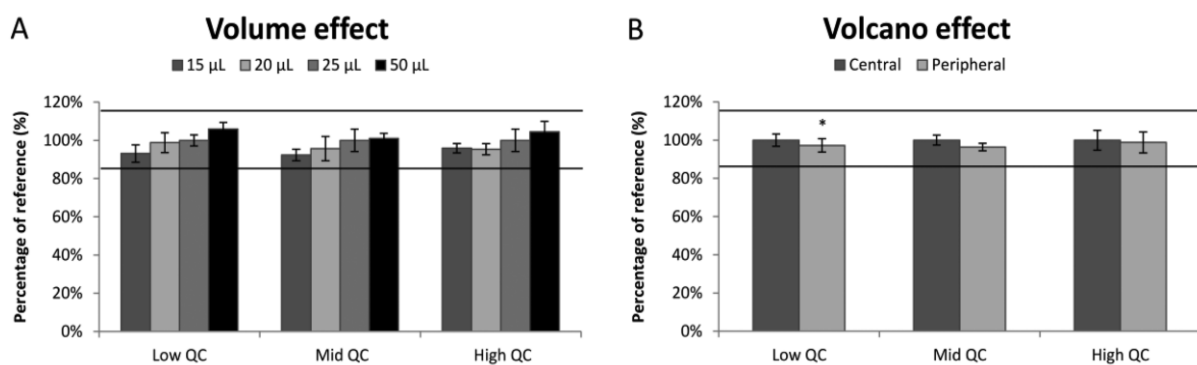 A
Volume effect
15 µL 20 µL 25 µL 50 µL
Percentage of reference (%)
120%
100%
80%
60%
40%
20%
0%
Low QC Mid QC High QC
B
Volcano effect
Central Peripheral
Percentage of reference (%)
120%
100%
80%
60%
40%
20%
0%
*
Low QC Mid QC High QC